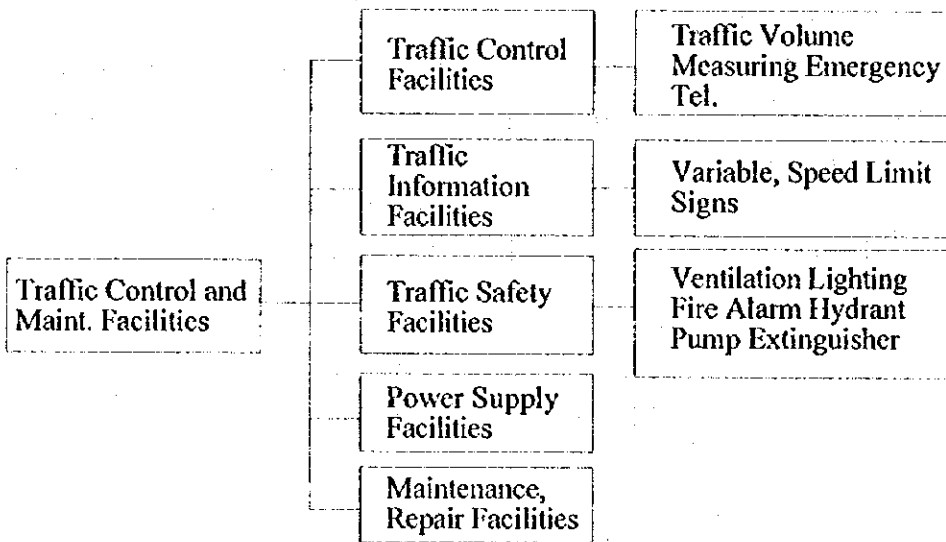 Traffic Control
Facilities
Traffic Volume
Measuring Emergency
Tel.
Traffic
Information
Facilities
Variable, Speed Limit
Signs
Traffic Control and
Maint. Facilities
Traffic Safety
Facilities
Ventilation Lighting
Fire Alarm Hydrant
Pump Extinguisher
Power Supply
Facilities
Maintenance,
Repair Facilities